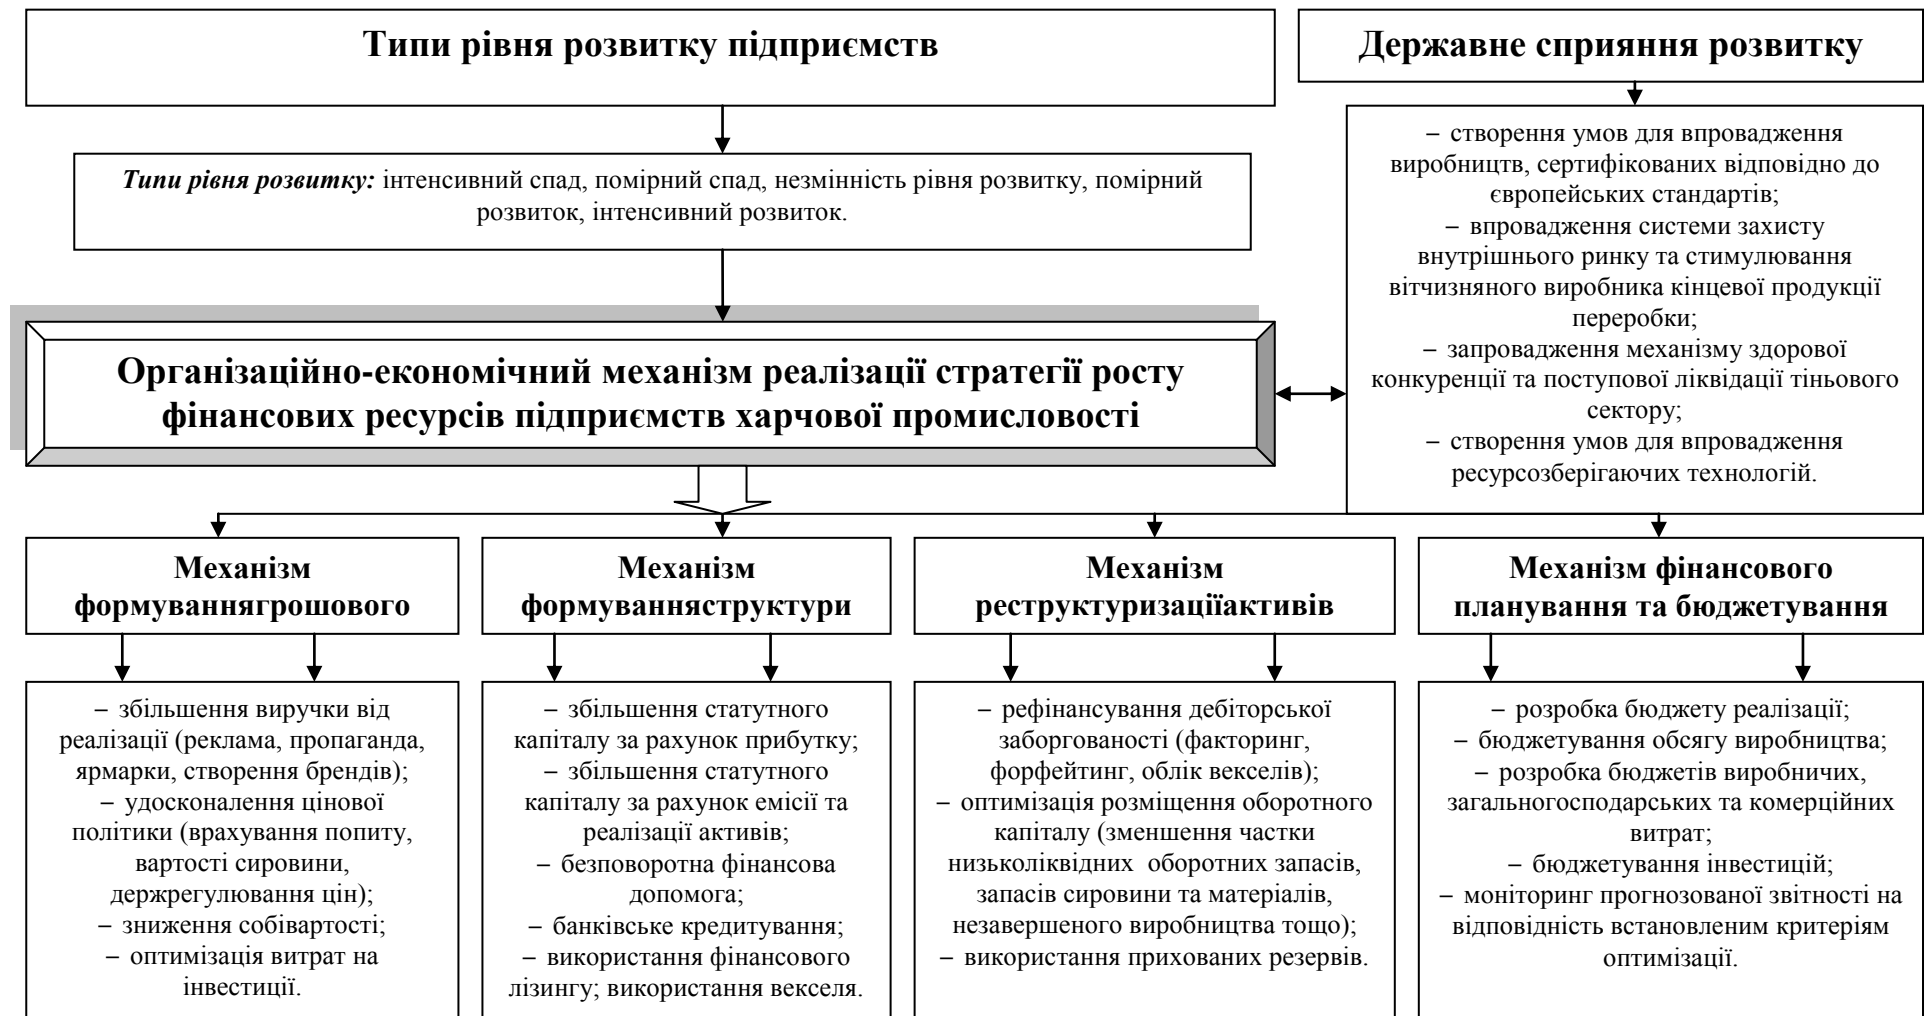 Типи рівня розвитку підприємств
Державне сприяння розвитку
Типи рівня розвитку: інтенсивний спад, помірний спад, незмінність рівня розвитку, помірний
розвиток, інтенсивний розвиток.
– створення умов для впровадження
виробництв, сертифікованих відповідно до
європейських стандартів;
– впровадження системи захисту
внутрішнього ринку та стимулювання
вітчизняного виробника кінцевої продукції
переробки;
– запровадження механізму здорової
конкуренції та поступової ліквідації тіньового
сектору;
– створення умов для впровадження
ресурсозберігаючих технологій.
Організаційно-економічний механізм реалізації стратегії росту
фінансових ресурсів підприємств харчової промисловості
Механізм
формуваннягрошового
– збільшення виручки від
реалізації (реклама, пропаганда,
ярмарки, створення брендів);
– удосконалення цінової
політики (врахування попиту,
вартості сировини,
держрегулювання цін);
– зниження собівартості;
– оптимізація витрат на
інвестиції.
Механізм
формуванняструктури
– збільшення статутного
капіталу за рахунок прибутку;
– збільшення статутного
капіталу за рахунок емісії та
реалізації активів;
– безповоротна фінансова
допомога;
– банківське кредитування;
– використання фінансового
лізингу; використання векселя.
Механізм
реструктуризаціїактивів
– рефінансування дебіторської
заборгованості (факторинг,
форфейтинг, облік векселів);
– оптимізація розміщення оборотного
капіталу (зменшення частки
низьколіквідних оборотних запасів,
запасів сировини та матеріалів,
незавершеного виробництва тощо);
– використання прихованих резервів.
Механізм фінансового
планування та бюджетування
– розробка бюджету реалізації;
– бюджетування обсягу виробництва;
– розробка бюджетів виробничих,
загальногосподарських та комерційних
витрат;
– бюджетування інвестицій;
– моніторинг прогнозованої звітності на
відповідність встановленим критеріям
оптимізації.